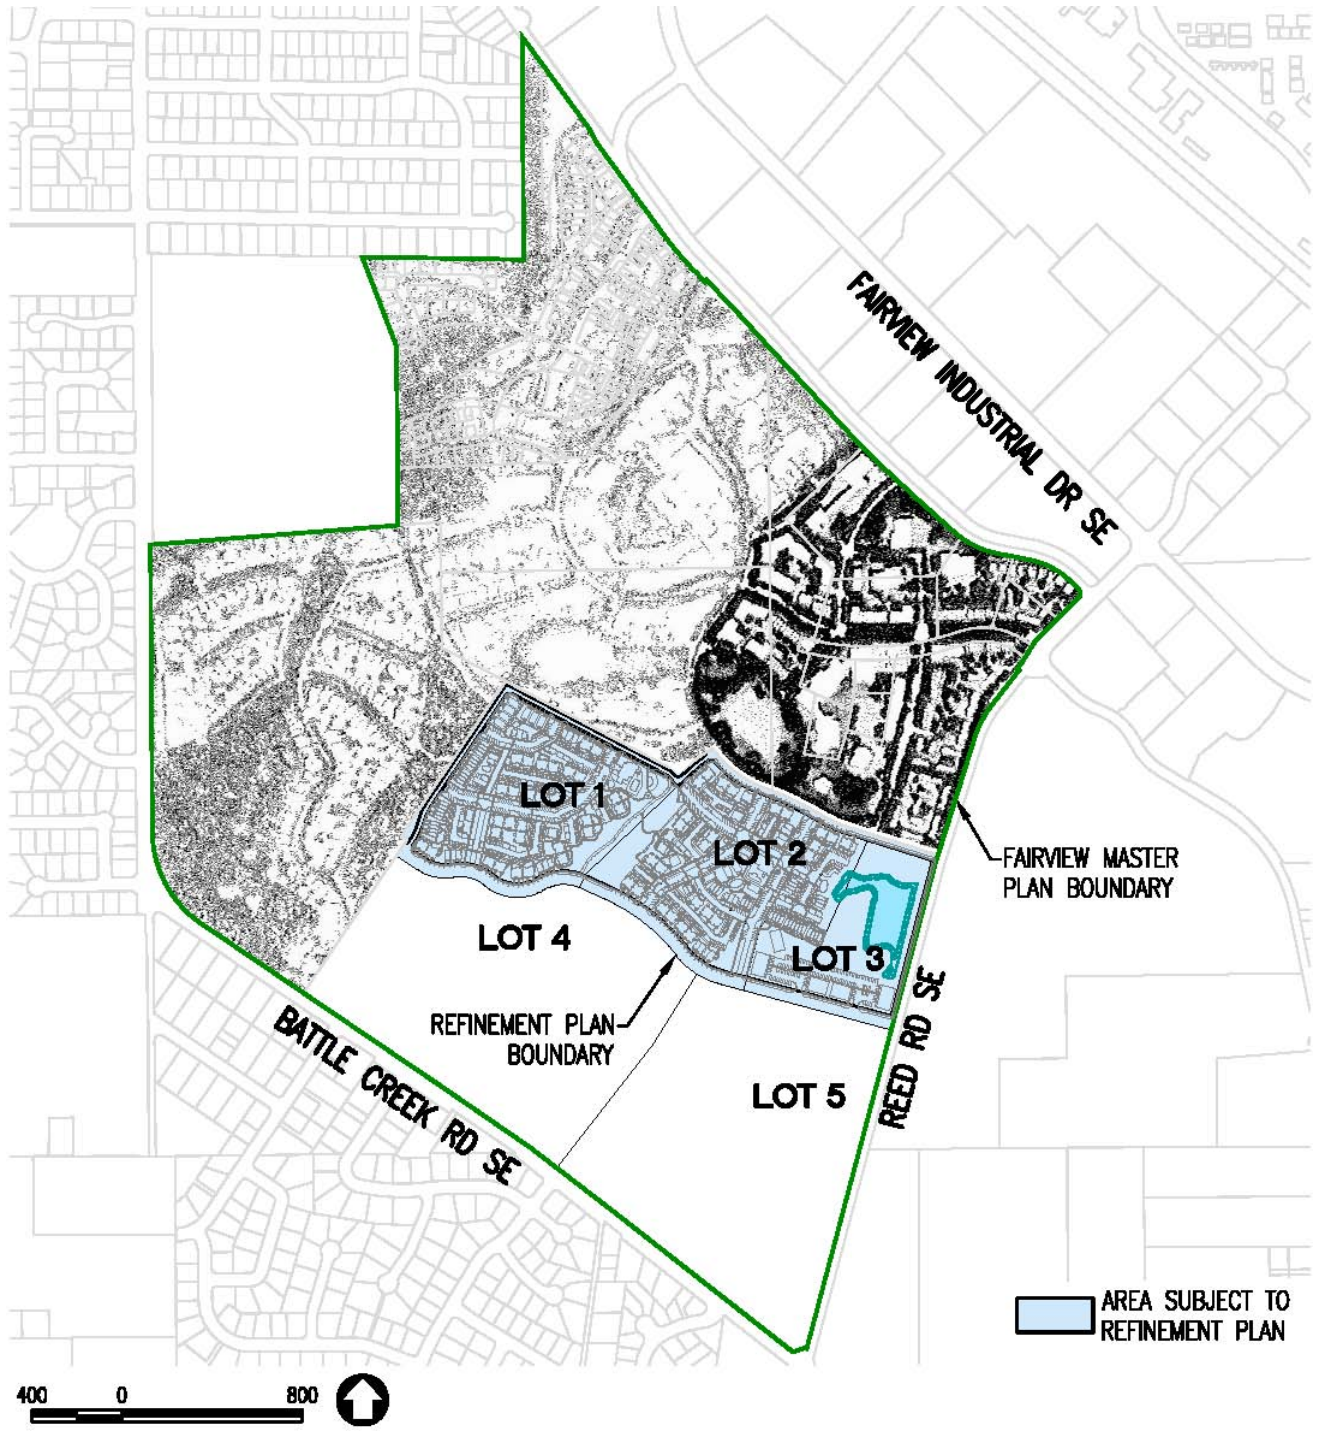 FAIRVIEW INDUSTRIAL DR SE
LOT 1
LOT 2
FAIRVIEW MASTER
PLAN BOUNDARY
LOT 4
LOT 3
REFINEMENT PLAN
BOUNDARY
REED RD SE
BATTLE CREEK RD SE
LOT 5
AREA SUBJECT TO
REFINEMENT PLAN
400 0 800